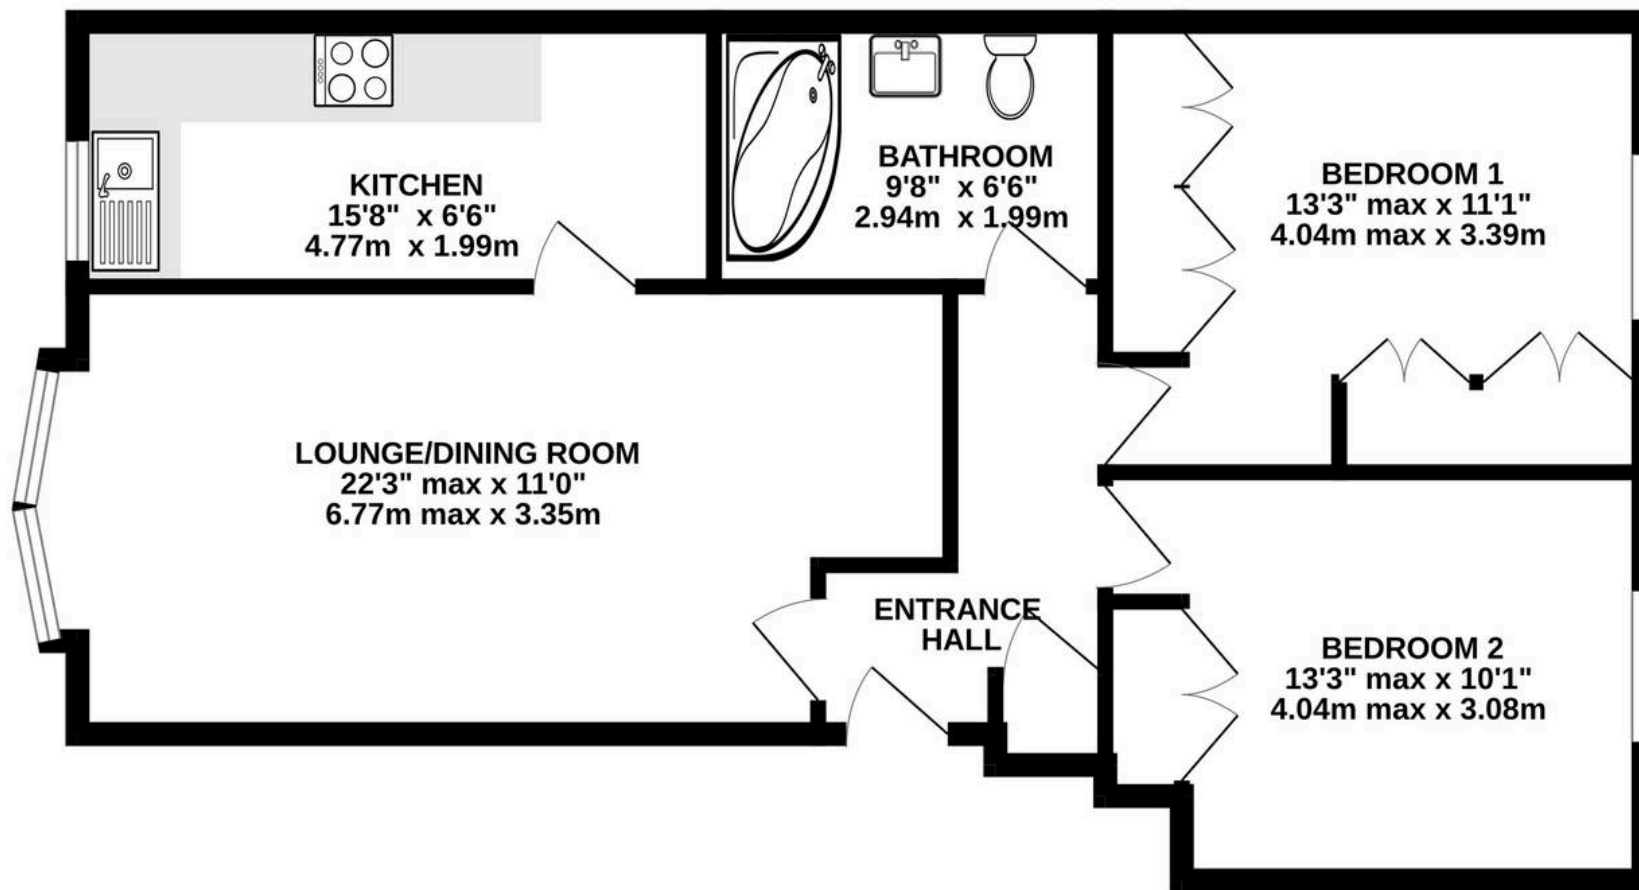 KITCHEN
15'8" x 6'6"
4.77m x 1.99m
BATHROOM
9'8" x 6'6"
2.94m x 1.99m
BEDROOM 1
13'3" max x 11'1"
4.04m max x 3.39m
LOUNGE/DINING ROOM
22'3" max x 11'0"
6.77m max x 3.35m
ENTRANCE
HALL
BEDROOM 2
13'3" max x 10'1"
4.04m max x 3.08m